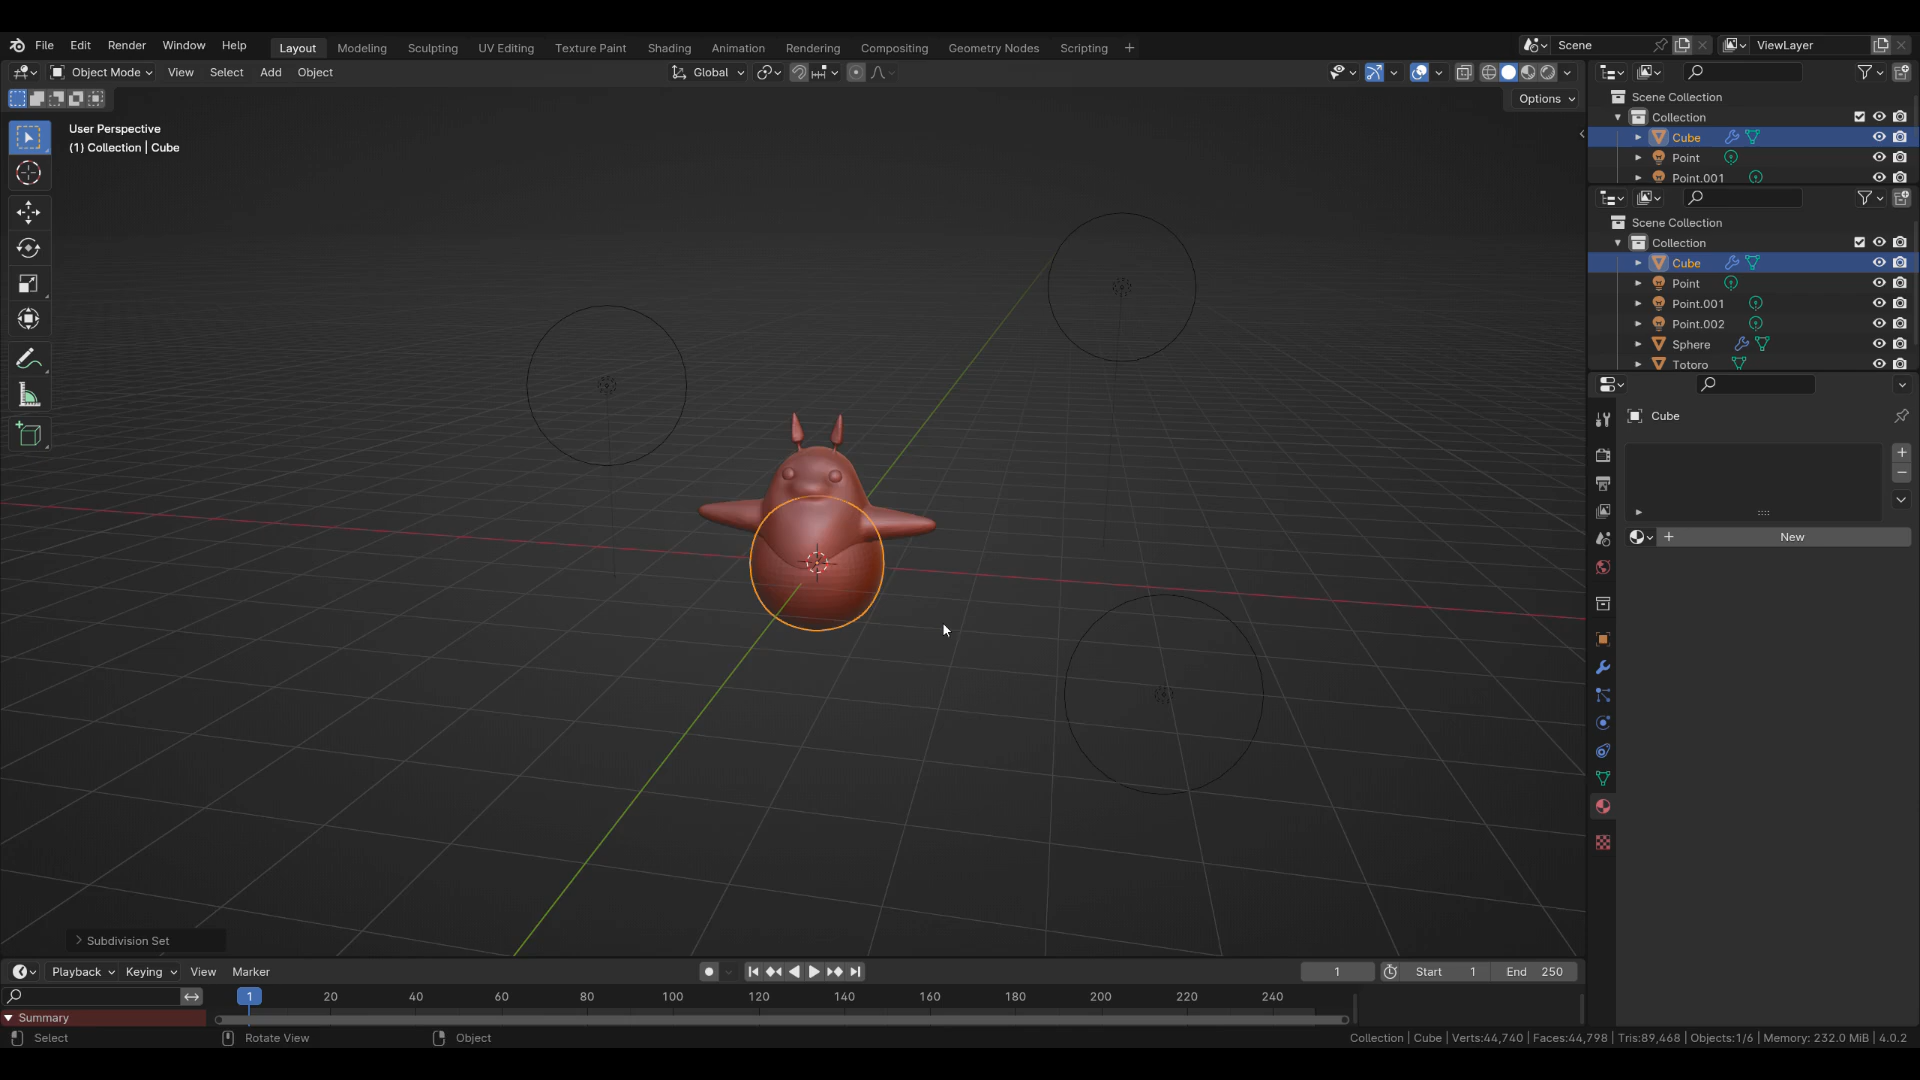 File Edit Render Window Help Layout Modeling Sculpting UV Editing Texture Paint Shading Animation Rendering Compositing Geometry Nodes Scripting + Scene ViewLayer
Object Mode View Select Add Object Global
Options
User Perspective
(1) Collection | Cube
Scene Collection
Collection
Cube
Point
Point.001
Scene Collection
Collection
Cube
Point
Point.001
Point.002
Sphere
Totoro
Cube
New
Subdivision Set
Playback Keying View Marker 1 Start 1 End 250
1 20 40 60 80 100 120 140 160 180 200 220 240
Summary
Select Rotate View Object Collection | Cube | Verts:44,740 | Faces:44,798 | Tris:89,468 | Objects:1/6 | Memory: 232.0 MiB | 4.0.2